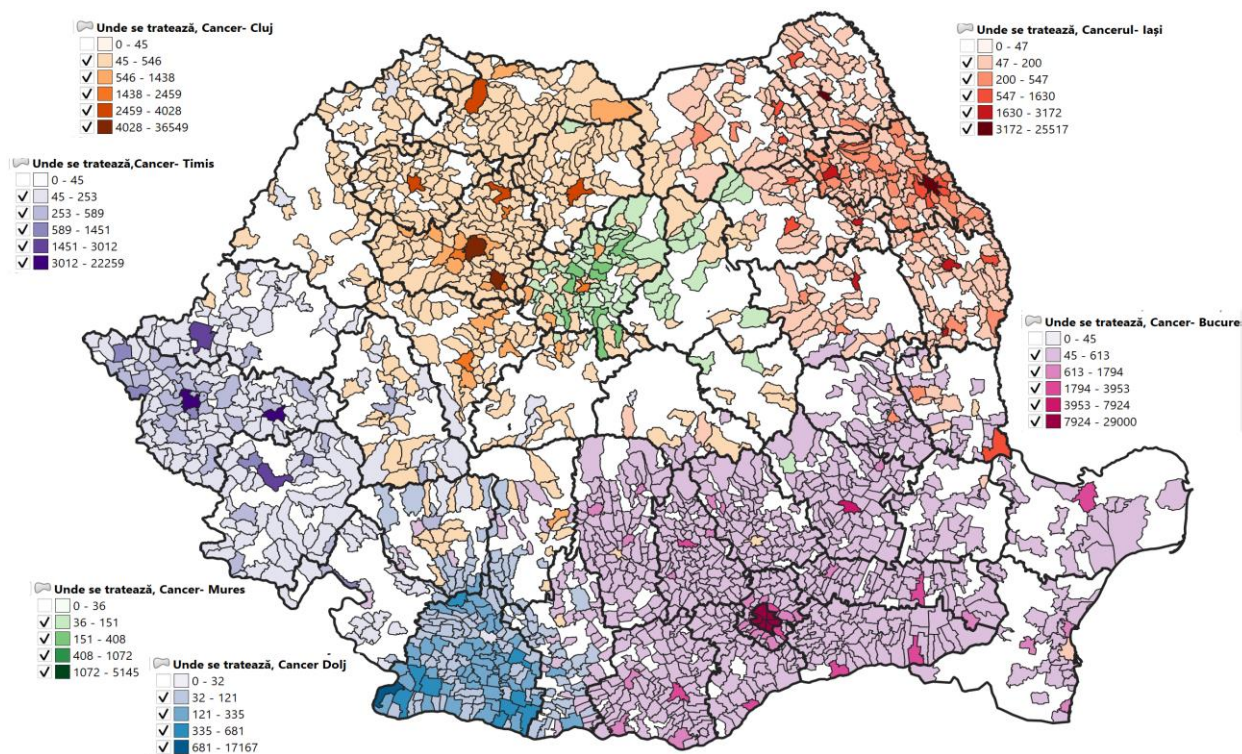 Unde se tratează, Cancer- Cluj
0 - 45
45 - 546
546 - 1438
1438 - 2459
2459 - 4028
4028 - 36549
Unde se tratează, Cancerul- Iași
0 - 47
47 - 200
200 - 547
547 - 1630
1630 - 3172
3172 - 25517
Unde se tratează,Cancer- Timis
0 - 45
45 - 253
253 - 589
589 - 1451
1451 - 3012
3012 - 22259
Unde se tratează, Cancer- Bucure
0 - 45
45 - 613
613 - 1794
1794 - 3953
3953 - 7924
7924 - 29000
Unde se tratează, Cancer- Mures
0 - 36
36 - 151
151 - 408
408 - 1072
1072 - 5145
Unde se tratează, Cancer Dolj
0 - 32
32 - 121
121 - 335
335 - 681
681 - 17167